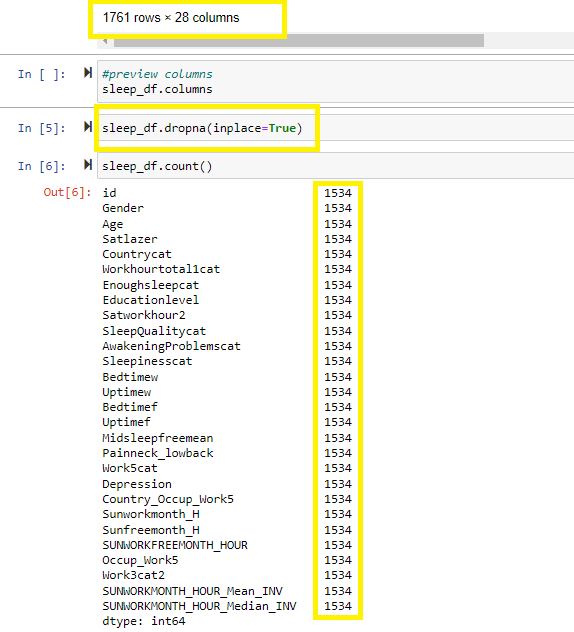 1761 rows × 28 columns
In [ ]: #preview columns
sleep_df.columns
In [5]: sleep_df.dropna(inplace=True)
In [6]: sleep_df.count()
Out[6]: id 1534
Gender 1534
Age 1534
Satlazer 1534
Countrycat 1534
Workhourtotal1cat 1534
Enoughsleepcat 1534
Educationlevel 1534
Satworkhour2 1534
SleepQualitycat 1534
AwakeningProblemscat 1534
Sleepinesscat 1534
Bedtimew 1534
Uptimew 1534
Bedtimef 1534
Uptimef 1534
Midsleepfreemean 1534
Painneck_lowback 1534
Work5cat 1534
Depression 1534
Country_Occup_Work5 1534
Sunworkmonth_H 1534
Sunfreemonth_H 1534
SUNWORKFREEMONTH_HOUR 1534
Occup_Work5 1534
Work3cat2 1534
SUNWORKMONTH_HOUR_Mean_INV 1534
SUNWORKMONTH_HOUR_Median_INV 1534
dtype: int64